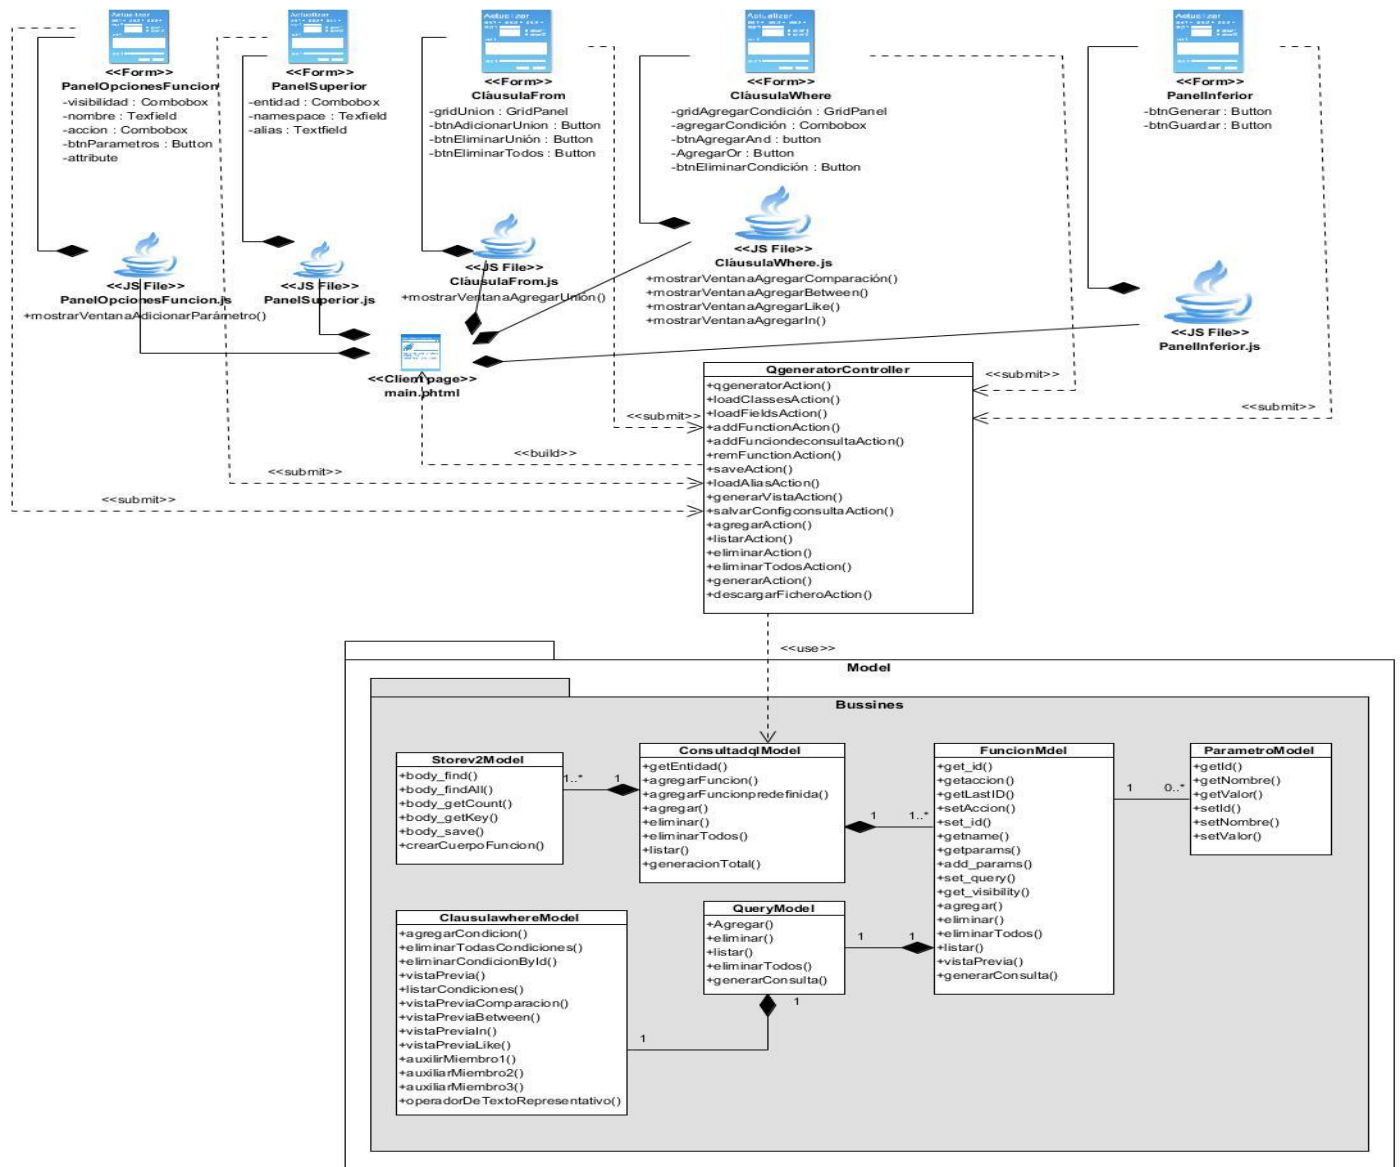 Actualizar
<<Form>>
PanelOpcionesFuncion
-visibilidad : Combobox
-nombre : Texfield
-accion : Combobox
-btnParametros : Button
-attribute
Actualizar
<<Form>>
PanelSuperior
-entidad : Combobox
-namespace : Texfield
-alias : Textfield
Actualizar
<<Form>>
CláusulaFrom
-gridUnion : GridPanel
-btnAdicionarUnion : Button
-btnEliminarUnión : Button
-btnEliminarTodos : Button
Actualizar
<<Form>>
CláusulaWhere
-gridAgregarCondición : GridPanel
-agregarCondición : Combobox
-btnAgregarAnd : button
-AgregarOr : Button
-btnEliminarCondición : Button
Actualizar
<<Form>>
PanelInferior
-btnGenerar : Button
-btnGuardar : Button
<<JS File>>
PanelOpcionesFuncion.js
+mostrarVentanaAdicionarParámetro()
<<JS File>>
PanelSuperior.js
<<JS File>>
CláusulaFrom.js
+mostrarVentanaAgregarUnión()
<<JS File>>
CláusulaWhere.js
+mostrarVentanaAgregarComparación()
+mostrarVentanaAgregarBetween()
+mostrarVentanaAgregarLike()
+mostrarVentanaAgregarIn()
<<JS File>>
PanelInferior.js
<<Client page>>
main.phtml
QgeneratorController
+qgeneratorAction()
+loadClassesAction()
+loadFieldsAction()
+addFunctionAction()
+addFunciondeconsultaAction()
+remFunctionAction()
+saveAction()
+loadAliasAction()
+generarVistaAction()
+salvarConfigconsultaAction()
+agregarAction()
+listarAction()
+eliminarAction()
+eliminarTodosAction()
+generarAction()
+descargarFicheroAction()
<<submit>>
<<submit>>
<<submit>>
<<build>>
<<submit>>
<<submit>>
<<use>>
Model
Bussines
Storev2Model
+body_find()
+body_findAll()
+body_getCount()
+body_getKey()
+body_save()
+crearCuerpoFuncion()
1..*
1
ConsultadqlModel
+getEntidad()
+agregarFuncion()
+agregarFuncionpredefinida()
+agregar()
+eliminar()
+eliminarTodos()
+listar()
+generacionTotal()
1
1..*
FuncionMdel
+get_id()
+getaccion()
+getLastID()
+setAccion()
+set_id()
+getname()
+getparams()
+add_params()
+set_query()
+get_visibility()
+agregar()
+eliminar()
+eliminarTodos()
+listar()
+vistaPrevia()
+generarConsulta()
1
0..*
ParametroModel
+getId()
+getNombre()
+getValor()
+setId()
+setNombre()
+setValor()
ClausulawhereModel
+agregarCondicion()
+eliminarTodasCondiciones()
+eliminarCondicionById()
+vistaPrevia()
+listarCondiciones()
+vistaPreviaComparacion()
+vistaPreviaBetween()
+vistaPreviaIn()
+vistaPreviaLike()
+auxilirMiembro1()
+auxiliarMiembro2()
+auxiliarMiembro3()
+operadorDeTextoRepresentativo()
QueryModel
+Agregar()
+eliminar()
+listar()
+eliminarTodos()
+generarConsulta()
1
1
1
1